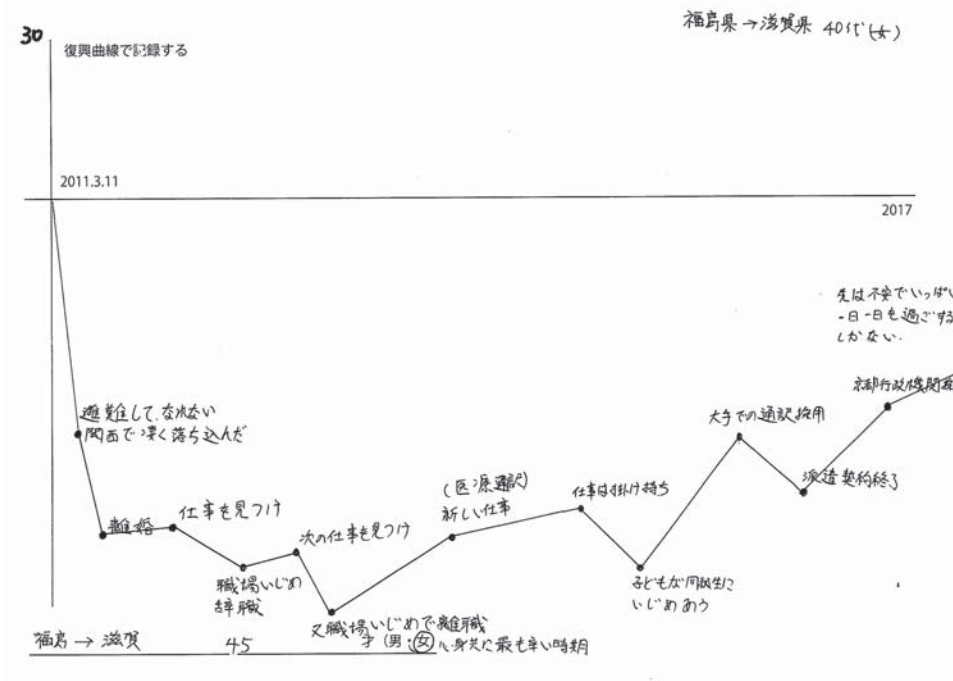 30
福島県→滋賀県 40代(女)
復興曲線で記録する
2011.3.11
2017
先は不安でいっぱい
一日一日を過ごする
しかない.
避難して、なれない
関西で深く落ち込んだ
離婚
仕事を見つけ
職場いじめ
辞職
次の仕事を見つけ
又職場いじめで離職
心身共に最も辛い時期
(医療通訳)
新しい仕事
仕事は掛け持ち
子どもが同級生に
いじめあう
大手での通訳採用
派遣契約終了
京都行政機関
福島→滋賀
45
才(男・女)